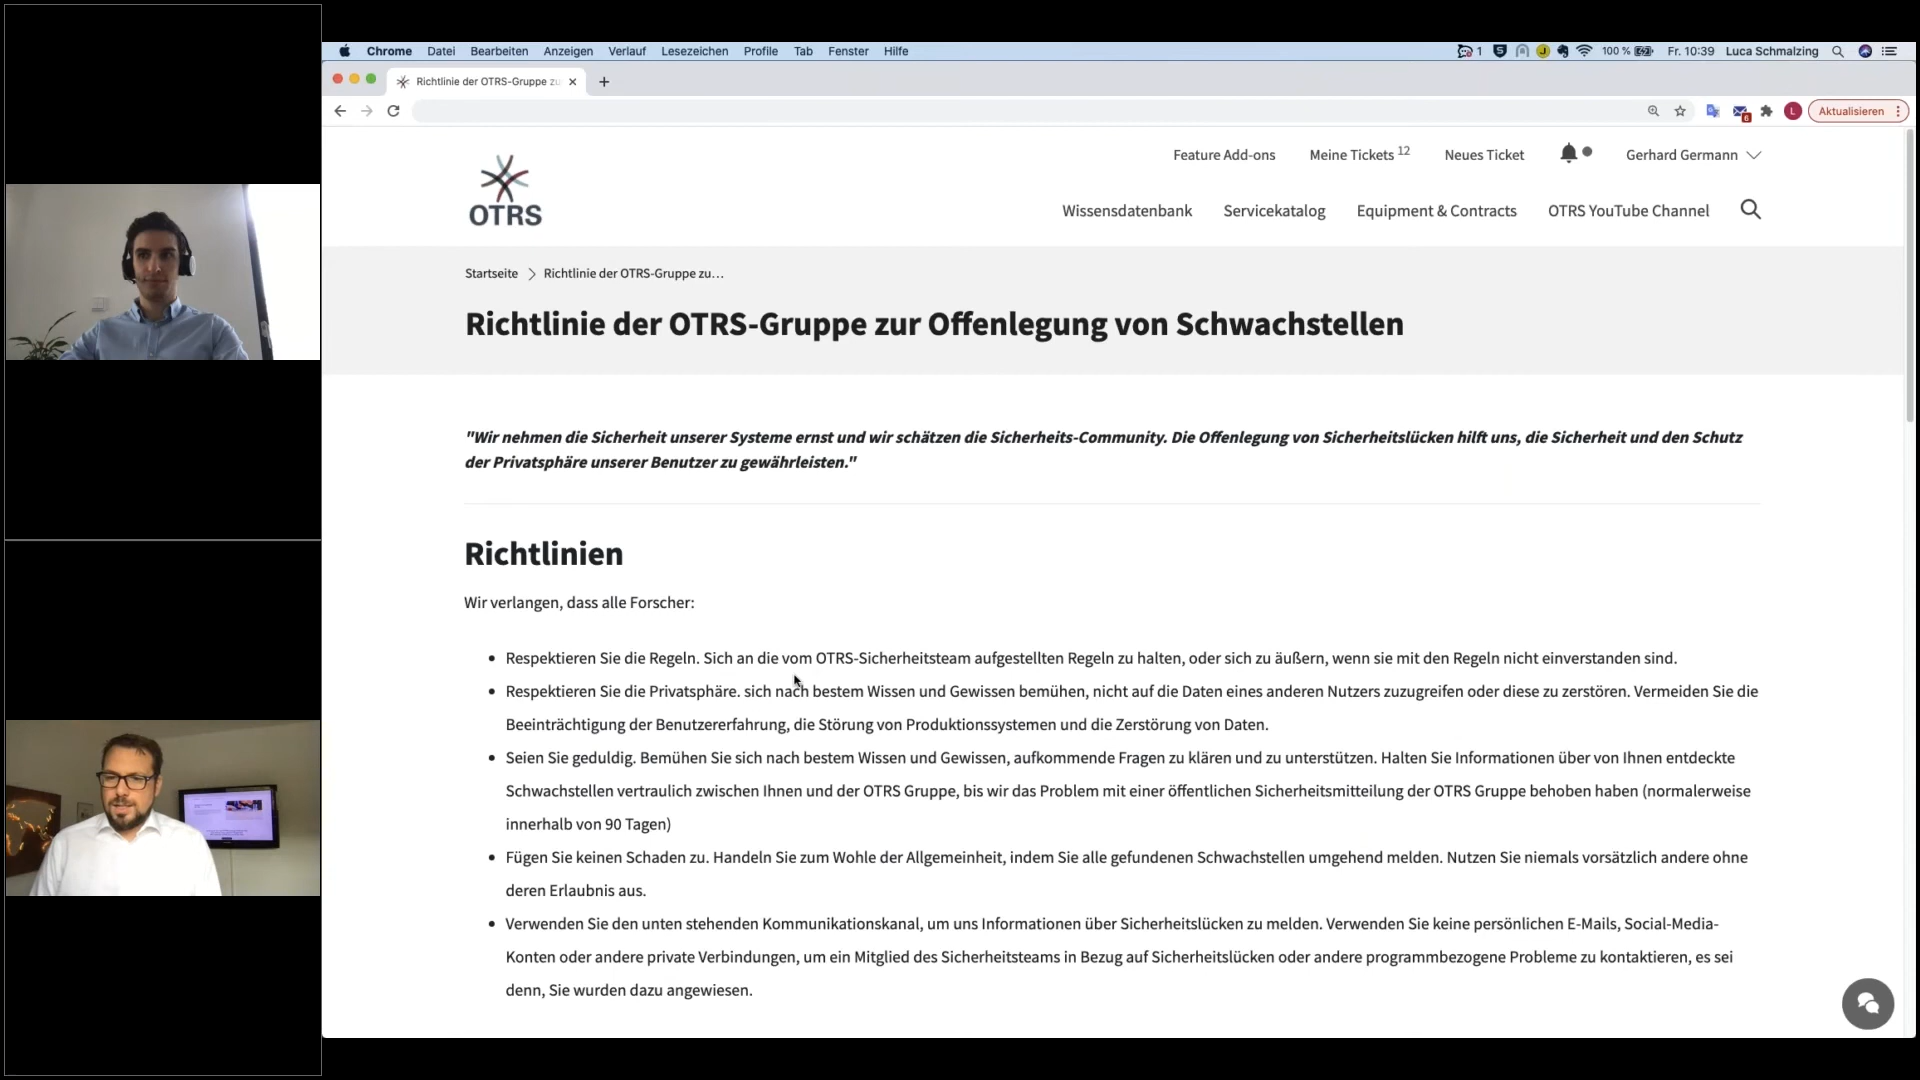 Chrome Datei Bearbeiten Anzeigen Verlauf Lesezeichen Profile Tab Fenster Hilfe 1 100 % Fr. 10:39 Luca Schmalzing
Richtlinie der OTRS-Gruppe zu
6 L Aktualisieren
Feature Add-ons Meine Tickets 12 Neues Ticket Gerhard Germann
OTRS
Wissensdatenbank Servicekatalog Equipment & Contracts OTRS YouTube Channel
Startseite Richtlinie der OTRS-Gruppe zu…
Richtlinie der OTRS-Gruppe zur Offenlegung von Schwachstellen
"Wir nehmen die Sicherheit unserer Systeme ernst und wir schätzen die Sicherheits-Community. Die Offenlegung von Sicherheitslücken hilft uns, die Sicherheit und den Schutz
der Privatsphäre unserer Benutzer zu gewährleisten."
Richtlinien
Wir verlangen, dass alle Forscher:
• Respektieren Sie die Regeln. Sich an die vom OTRS-Sicherheitsteam aufgestellten Regeln zu halten, oder sich zu äußern, wenn sie mit den Regeln nicht einverstanden sind.
• Respektieren Sie die Privatsphäre. sich nach bestem Wissen und Gewissen bemühen, nicht auf die Daten eines anderen Nutzers zuzugreifen oder diese zu zerstören. Vermeiden Sie die
Beeinträchtigung der Benutzererfahrung, die Störung von Produktionssystemen und die Zerstörung von Daten.
• Seien Sie geduldig. Bemühen Sie sich nach bestem Wissen und Gewissen, aufkommende Fragen zu klären und zu unterstützen. Halten Sie Informationen über von Ihnen entdeckte
Schwachstellen vertraulich zwischen Ihnen und der OTRS Gruppe, bis wir das Problem mit einer öffentlichen Sicherheitsmitteilung der OTRS Gruppe behoben haben (normalerweise
innerhalb von 90 Tagen)
• Fügen Sie keinen Schaden zu. Handeln Sie zum Wohle der Allgemeinheit, indem Sie alle gefundenen Schwachstellen umgehend melden. Nutzen Sie niemals vorsätzlich andere ohne
deren Erlaubnis aus.
• Verwenden Sie den unten stehenden Kommunikationskanal, um uns Informationen über Sicherheitslücken zu melden. Verwenden Sie keine persönlichen E-Mails, Social-Media-
Konten oder andere private Verbindungen, um ein Mitglied des Sicherheitsteams in Bezug auf Sicherheitslücken oder andere programmbezogene Probleme zu kontaktieren, es sei
denn, Sie wurden dazu angewiesen.